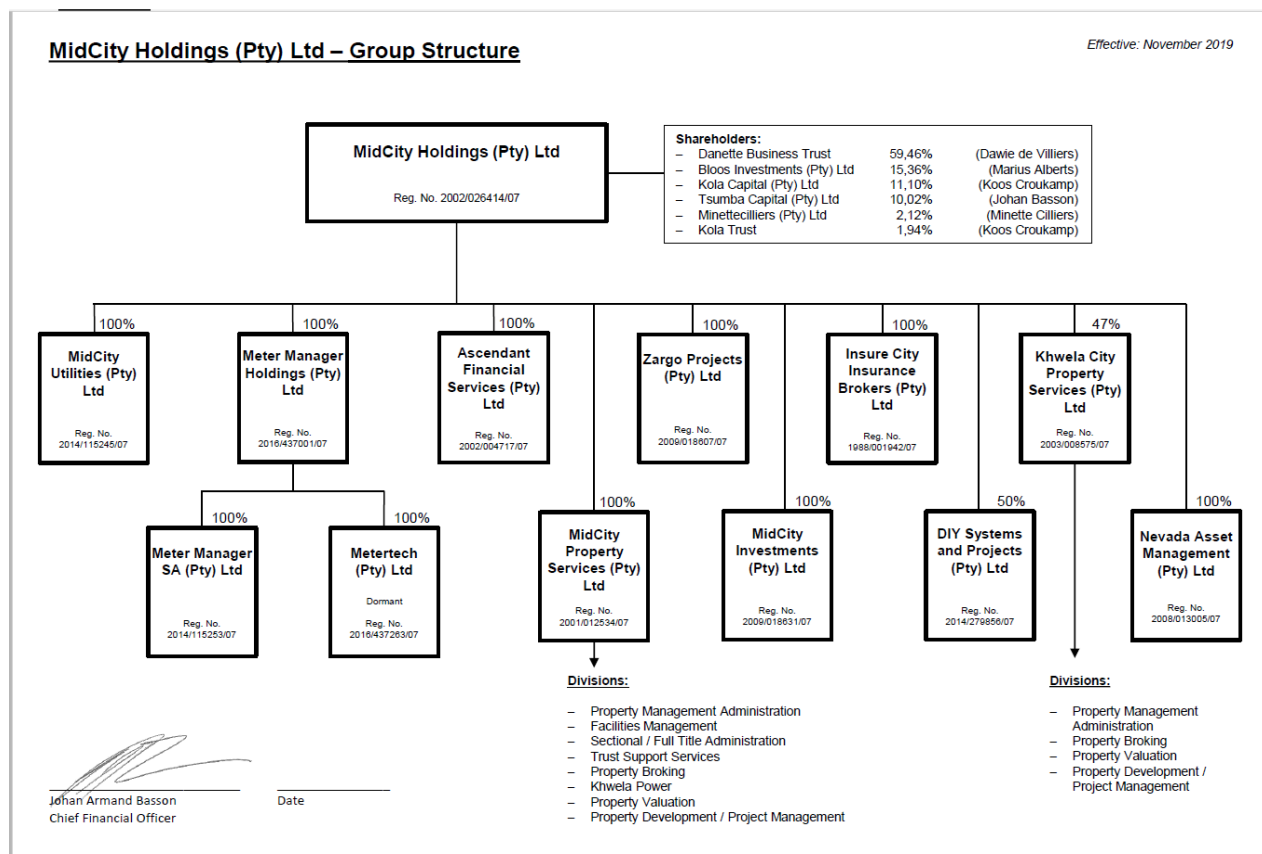 MidCity Holdings (Pty) Ltd – Group Structure
Effective: November 2019
MidCity Holdings (Pty) Ltd
Reg. No. 2002/026414/07
Shareholders:
– Danette Business Trust 59,46% (Dawie de Villiers)
– Bloos Investments (Pty) Ltd 15,36% (Marius Alberts)
– Kola Capital (Pty) Ltd 11,10% (Koos Croukamp)
– Tsumba Capital (Pty) Ltd 10,02% (Johan Basson)
– Minettecilliers (Pty) Ltd 2,12% (Minette Cilliers)
– Kola Trust 1,94% (Koos Croukamp)
100%
MidCity
Utilities (Pty)
Ltd
Reg. No.
2014/115245/07
100%
Meter Manager
Holdings (Pty)
Ltd
Reg. No.
2016/437001/07
100%
Ascendant
Financial
Services (Pty)
Ltd
Reg. No.
2002/004717/07
100%
Zargo Projects
(Pty) Ltd
Reg. No.
2009/018607/07
100%
Insure City
Insurance
Brokers (Pty)
Ltd
Reg. No.
1988/001942/07
47%
Khwela City
Property
Services (Pty)
Ltd
Reg. No.
2003/008575/07
100%
Meter Manager
SA (Pty) Ltd
Reg. No.
2014/115253/07
100%
Metertech
(Pty) Ltd
Dormant
Reg. No.
2016/437263/07
100%
MidCity
Property
Services (Pty)
Ltd
Reg. No.
2001/012534/07
100%
MidCity
Investments
(Pty) Ltd
Reg. No.
2009/018631/07
50%
DIY Systems
and Projects
(Pty) Ltd
Reg. No.
2014/279856/07
100%
Nevada Asset
Management
(Pty) Ltd
Reg. No.
2008/013005/07
Divisions:
– Property Management Administration
– Facilities Management
– Sectional / Full Title Administration
– Trust Support Services
– Property Broking
– Khwela Power
– Property Valuation
– Property Development / Project Management
Divisions:
– Property Management
Administration
– Property Broking
– Property Valuation
– Property Development /
Project Management
Johan Armand Basson
Chief Financial Officer
Date